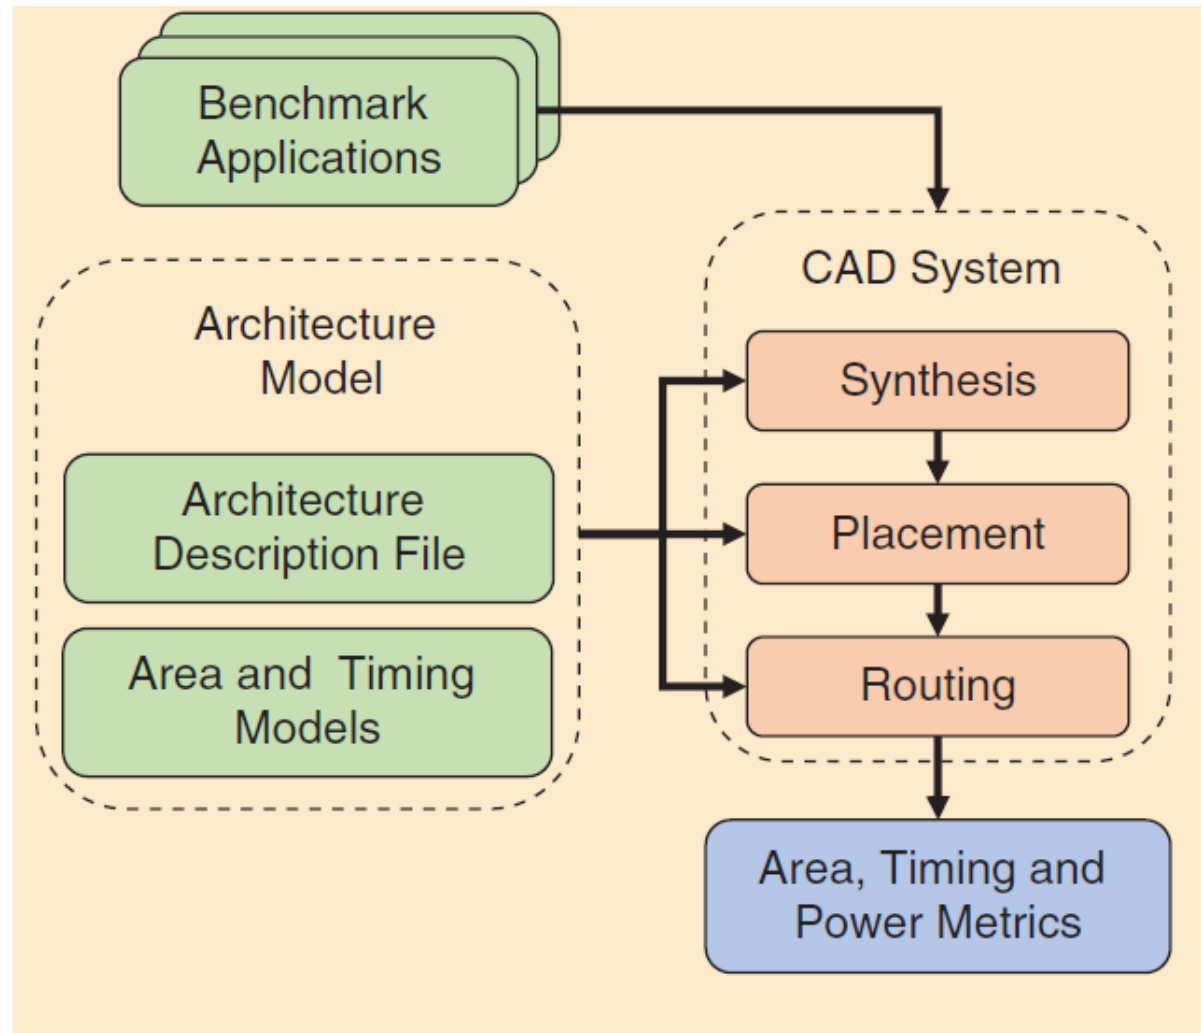 Benchmark
Applications
CAD System
Architecture
Model
Synthesis
Architecture
Description File
Placement
Area and Timing
Models
Routing
Area, Timing and
Power Metrics